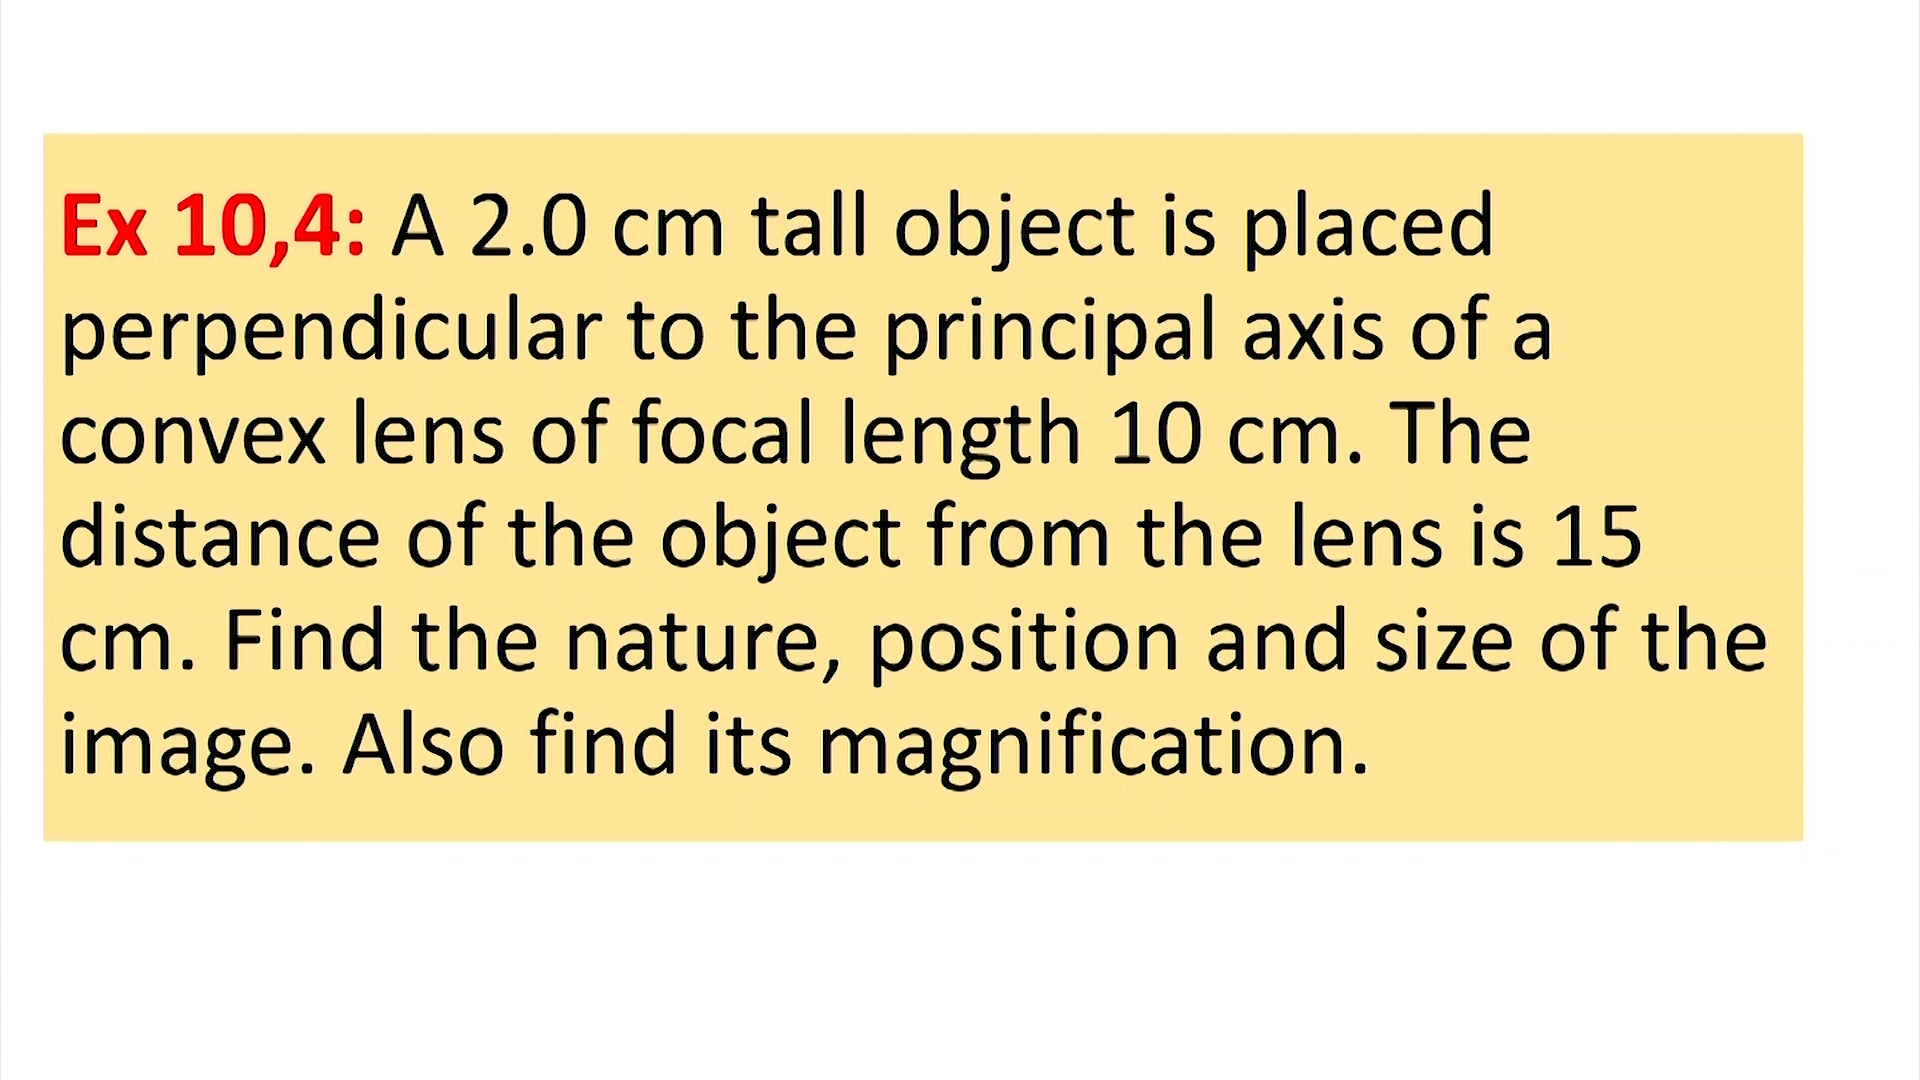 Ex 10,4: A 2.0 cm tall object is placed
perpendicular to the principal axis of a
convex lens of focal length 10 cm. The
distance of the object from the lens is 15
cm. Find the nature, position and size of the
image. Also find its magnification.